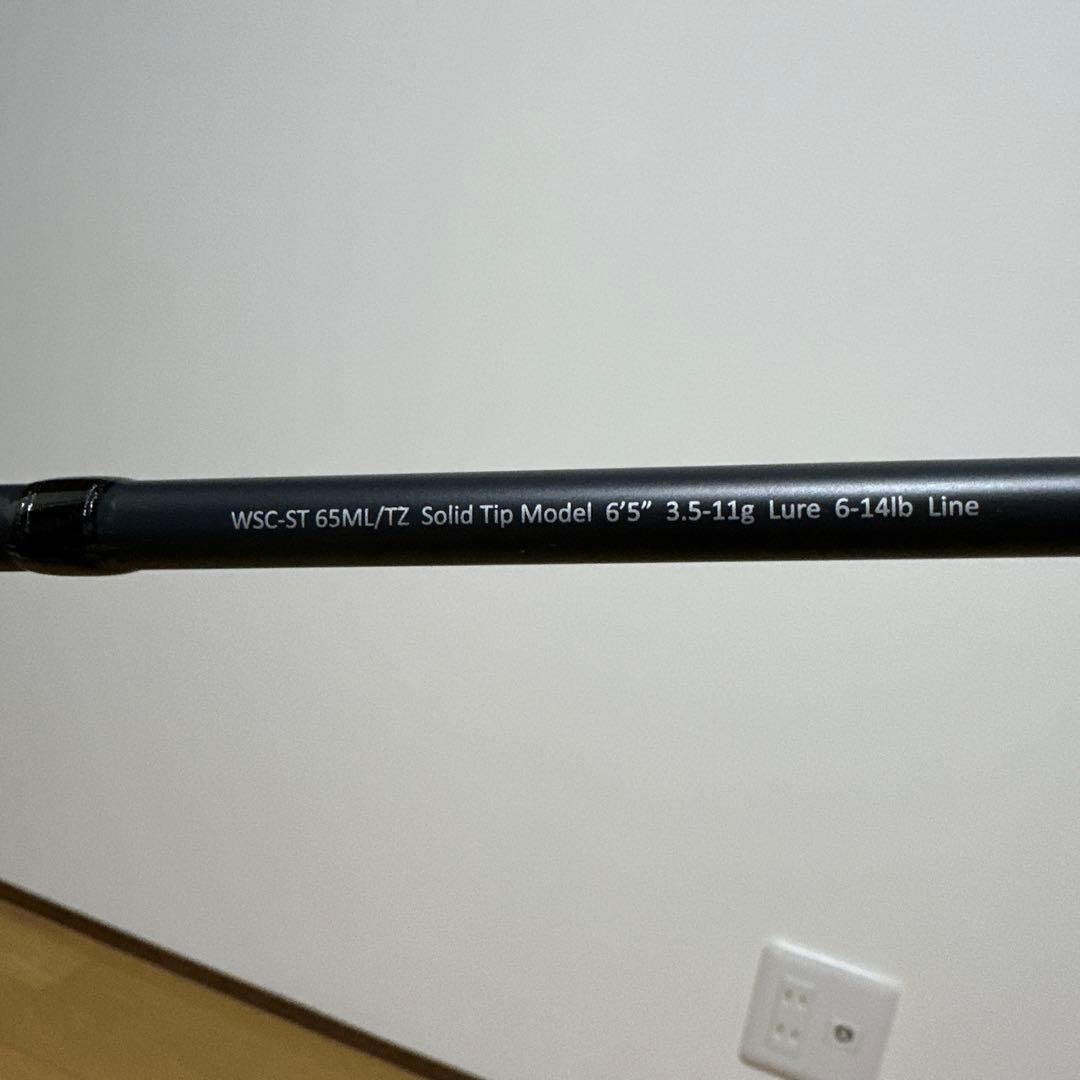 WSC-ST 65ML/TZ Solid Tip Model 6'5” 3.5-11g Lure 6-14lb Line